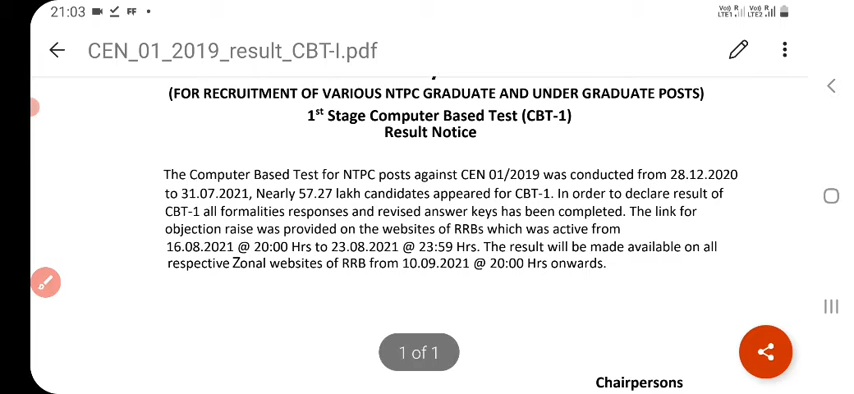 21:03 FF Vo) R LTE1 Vo) R LTE2
CEN_01_2019_result_CBT-I.pdf
(FOR RECRUITMENT OF VARIOUS NTPC GRADUATE AND UNDER GRADUATE POSTS)
1st Stage Computer Based Test (CBT-1)
Result Notice
The Computer Based Test for NTPC posts against CEN 01/2019 was conducted from 28.12.2020
to 31.07.2021, Nearly 57.27 lakh candidates appeared for CBT-1. In order to declare result of
CBT-1 all formalities responses and revised answer keys has been completed. The link for
objection raise was provided on the websites of RRBs which was active from
16.08.2021 @ 20:00 Hrs to 23.08.2021 @ 23:59 Hrs. The result will be made available on all
respective Zonal websites of RRB from 10.09.2021 @ 20:00 Hrs onwards.
1 of 1
Chairpersons